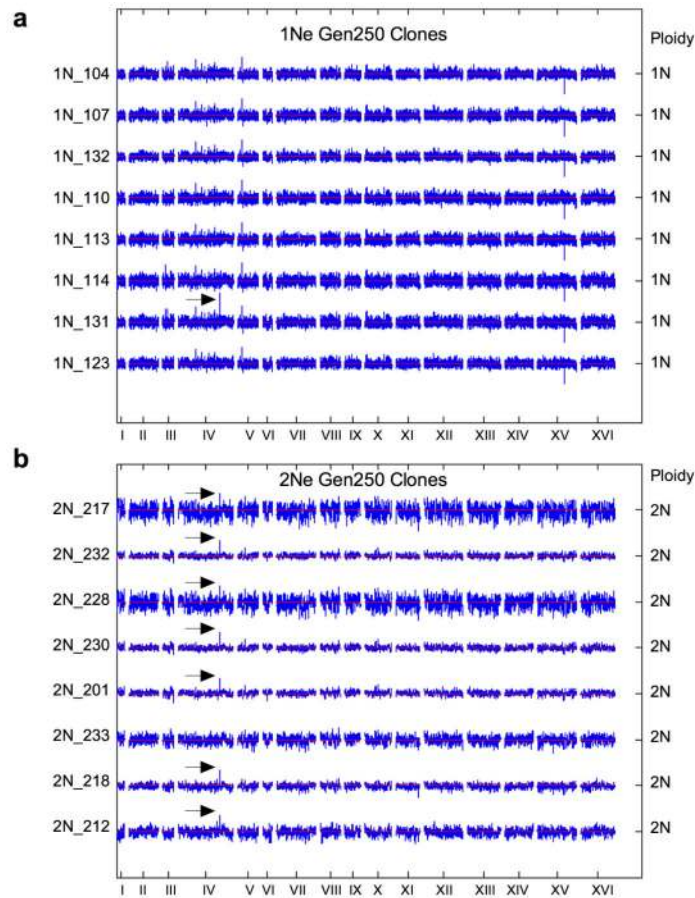 a
1Ne Gen250 Clones
Ploidy
1N_104 1N
1N_107 1N
1N_132 1N
1N_110 1N
1N_113 1N
1N_114 1N
1N_131 1N
1N_123 1N
I II III IV V VI VII VIII IX X XI XII XIII XIV XV XVI
b
2Ne Gen250 Clones
Ploidy
2N_217 2N
2N_232 2N
2N_228 2N
2N_230 2N
2N_201 2N
2N_233 2N
2N_218 2N
2N_212 2N
I II III IV V VI VII VIII IX X XI XII XIII XIV XV XVI